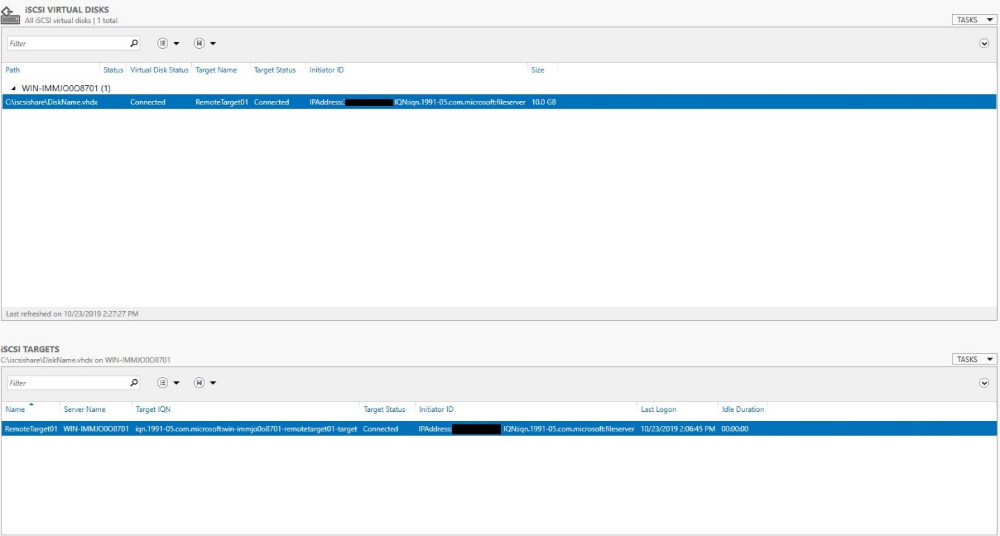 iSCSI VIRTUAL DISKS
All iSCSI virtual disks | 1 total
TASKS
Filter
Path Status Virtual Disk Status Target Name Target Status Initiator ID Size
WIN-IMMJO0O8701 (1)
C:\iscsishare\DiskName.vhdx Connected RemoteTarget01 Connected IPAddress: IQN:iqn.1991-05.com.microsoft:fileserver 10.0 GB
Last refreshed on 10/23/2019 2:27:27 PM
iSCSI TARGETS
C:\iscsishare\DiskName.vhdx on WIN-IMMJO0O8701
TASKS
Filter
Name Server Name Target IQN Target Status Initiator ID Last Logon Idle Duration
RemoteTarget01 WIN-IMMJO0O8701 iqn.1991-05.com.microsoft:win-immjo0o8701-remotetarget01-target Connected IPAddress: IQN:iqn.1991-05.com.microsoft:fileserver 10/23/2019 2:06:45 PM 00:00:00